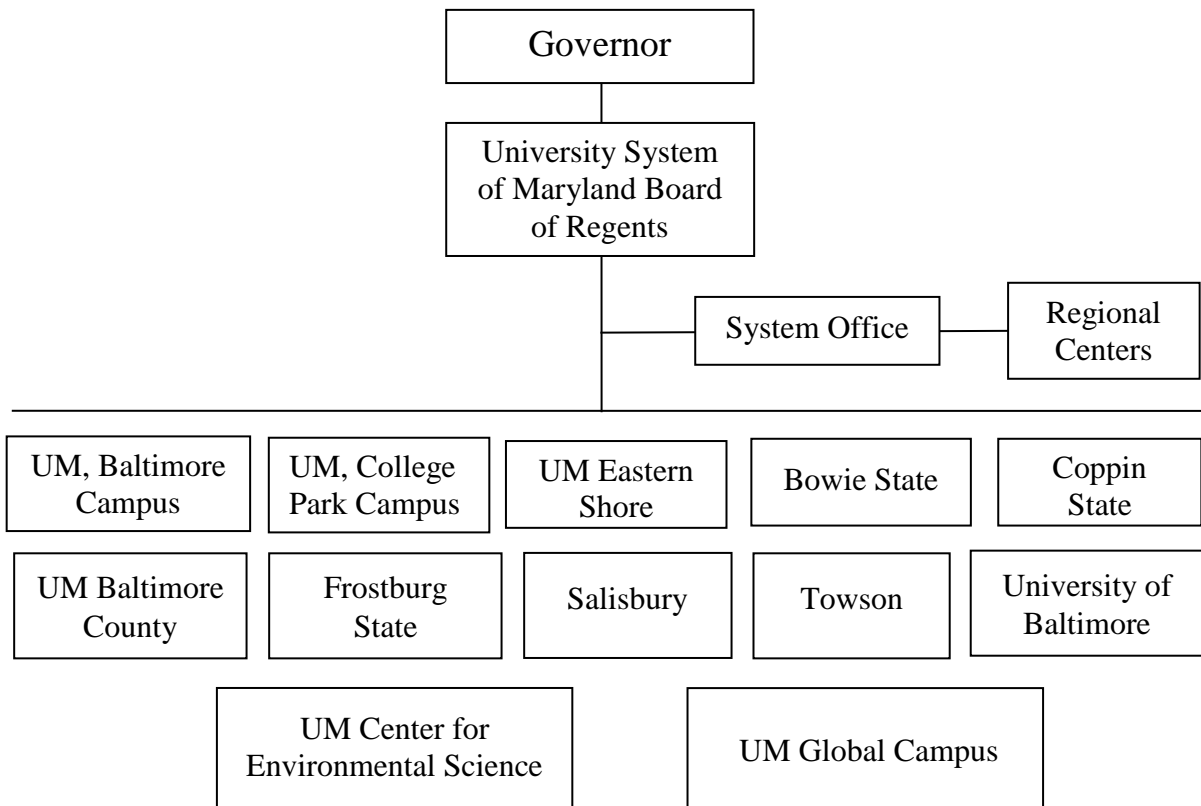 Governor
University System
of Maryland Board
of Regents
System Office
Regional
Centers
UM, Baltimore
Campus
UM, College
Park Campus
UM Eastern
Shore
Bowie State
Coppin
State
UM Baltimore
County
Frostburg
State
Salisbury
Towson
University of
Baltimore
UM Center for
Environmental Science
UM Global Campus